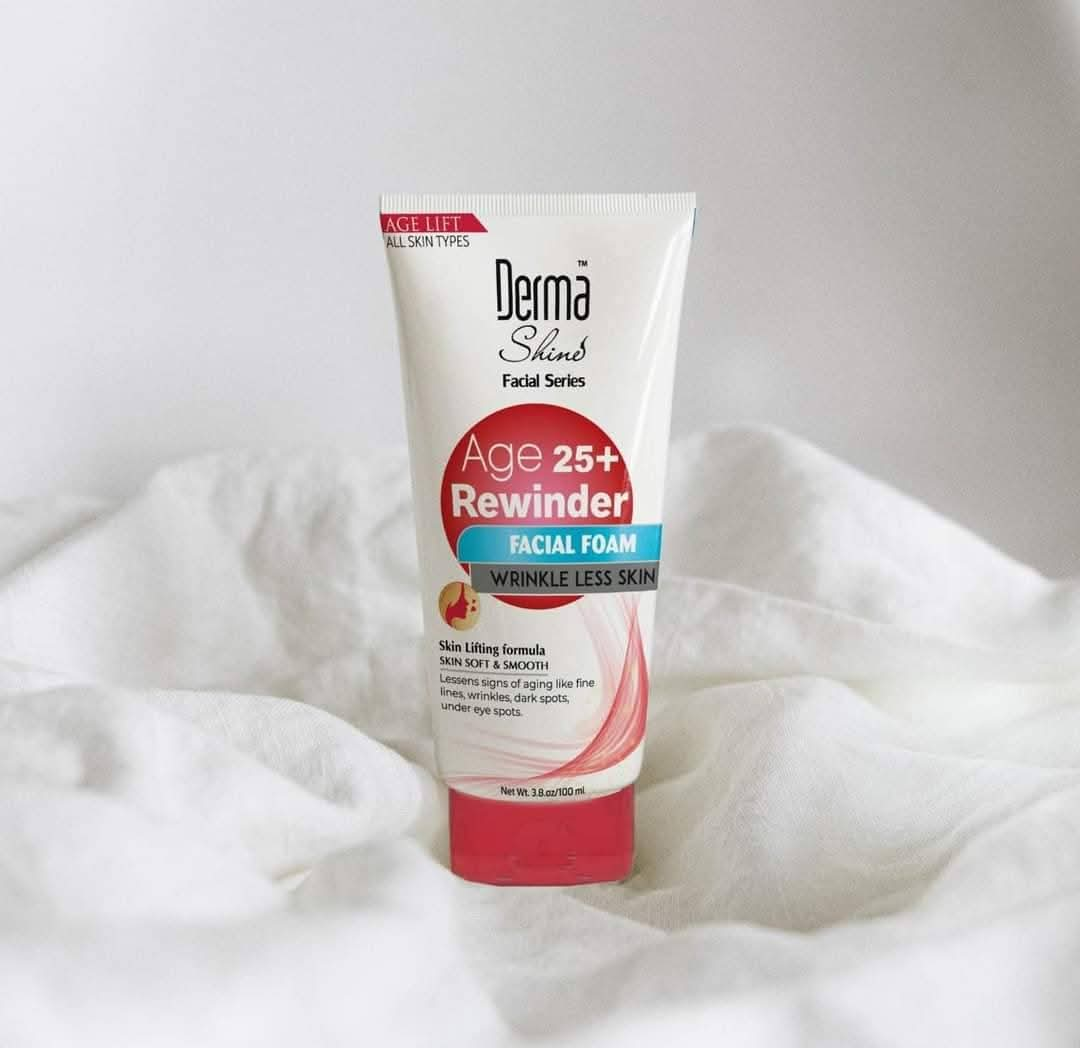 AGE LIFT
ALL SKIN TYPES
Derma™
Shine
Facial Series
Age 25+
Rewinder
FACIAL FOAM
WRINKLE LESS SKIN
Skin Lifting formula
SKIN SOFT & SMOOTH
Lessens signs of aging like fine
lines, wrinkles, dark spots,
under eye spots.
Net Wt. 3.8.oz/100 ml